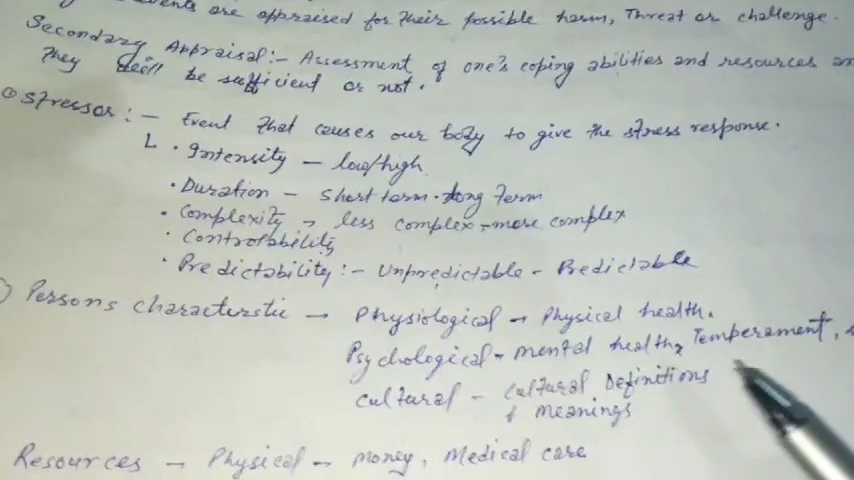 events are appraised for their possible harm, Threat or challenge.
Secondary Appraisal:- Assessment of one's coping abilities and resources an
they will be sufficient or not.
Stressor :- Event that causes our body to give the stress response.
• Intensity - low/high
• Duration - Short term - long Term
• Complexity → less complex - more complex
• Controtability
• Predictability :- Unpredictable - Predictable
Persons characterstic → Physiological → Physical health.
Psychological - mental health, Temperament,
Cultural - Cultural Definitions
& Meanings
Resources → Physical → Money, Medical care